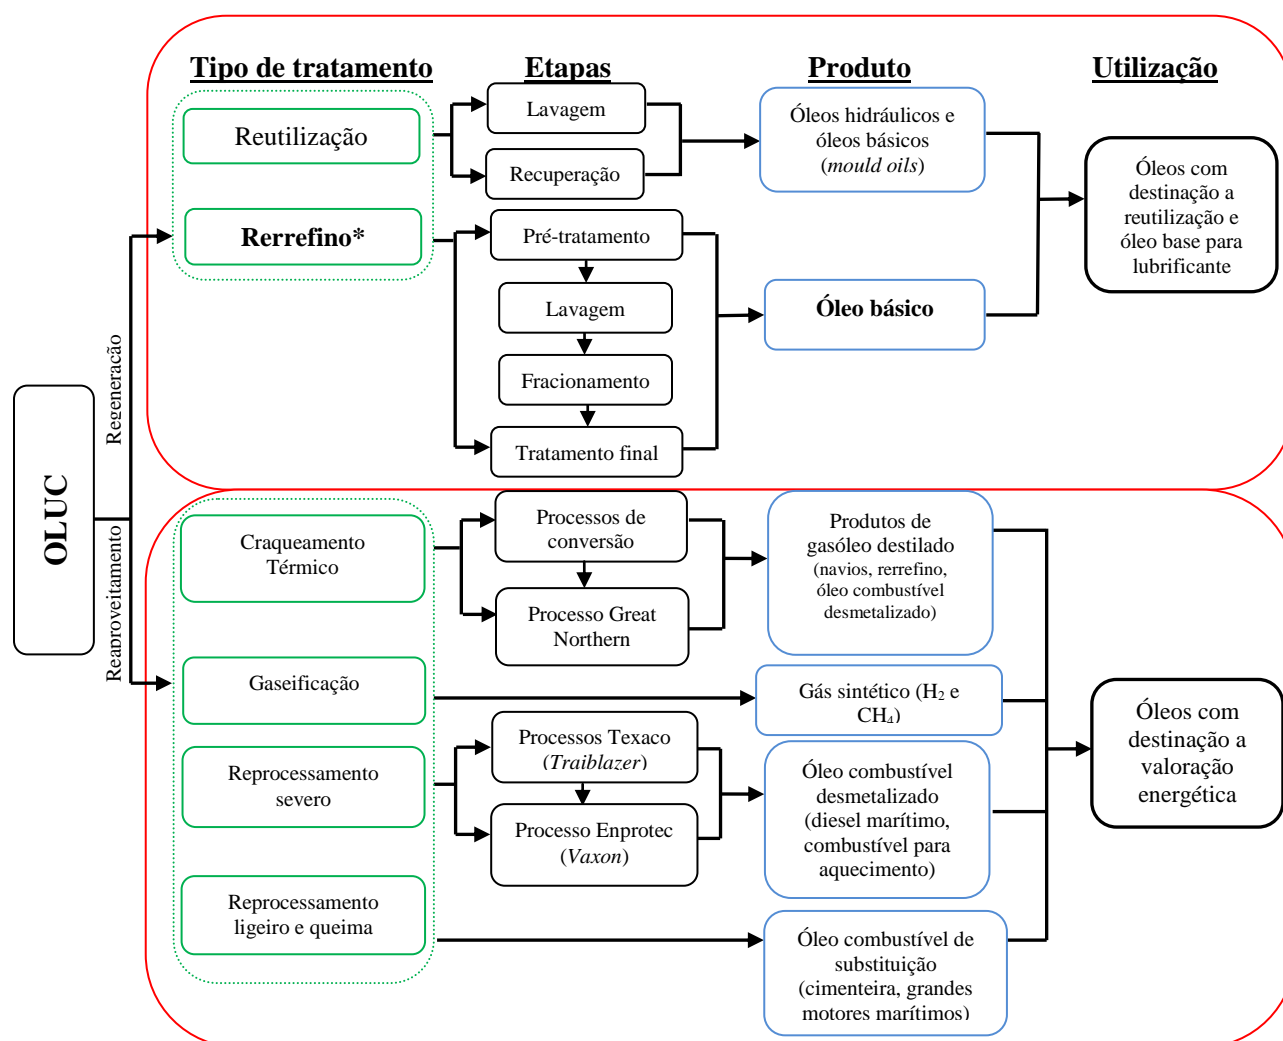 Tipo de tratamento
Etapas
Produto
Utilização
Reutilização
Lavagem
Recuperação
Óleos hidráulicos e
óleos básicos
(mould oils)
Óleos com
destinação a
reutilização e
óleo base para
lubrificante
Rerrefino*
Pré-tratamento
Lavagem
Fracionamento
Tratamento final
Óleo básico
OLUC
Regeneração
Reaproveitamento
Craqueamento
Térmico
Processos de
conversão
Processo Great
Northern
Produtos de
gasóleo destilado
(navios, rerrefino,
óleo combustível
desmetalizado)
Gaseificação
Gás sintético (H₂ e
CH₄)
Óleos com
destinação a
valoração
energética
Reprocessamento
severo
Processos Texaco
(Traiblazer)
Processo Enprotec
(Vaxon)
Óleo combustível
desmetalizado
(diesel marítimo,
combustível para
aquecimento)
Reprocessamento
ligeiro e queima
Óleo combustível de
substituição
(cimenteira, grandes
motores marítimos)